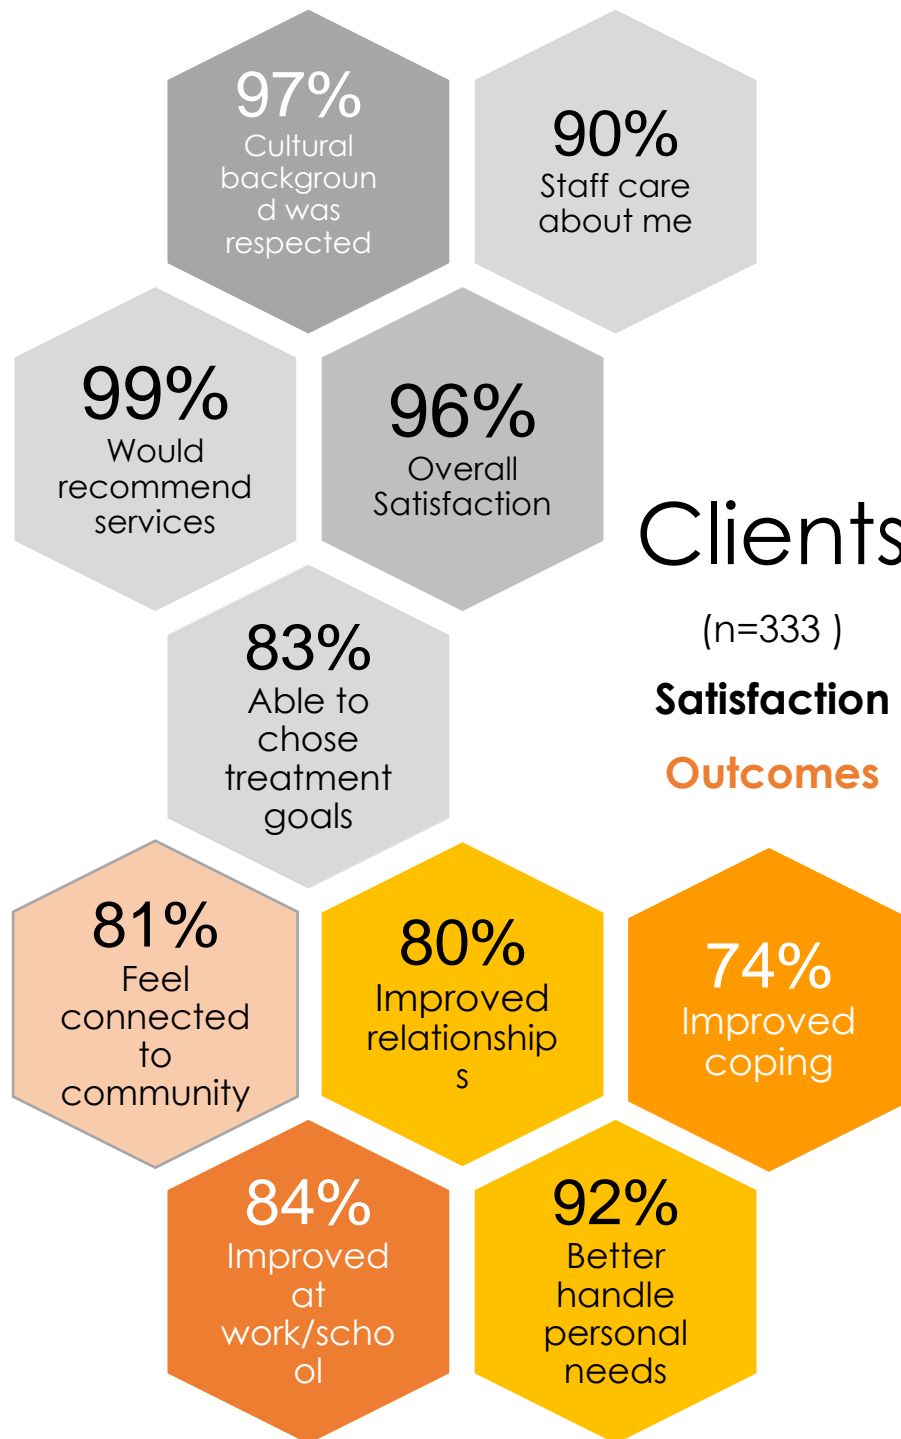 97%
Cultural
backgroun
d was
respected
90%
Staff care
about me
99%
Would
recommend
services
96%
Overall
Satisfaction
Clients
(n=333 )
Satisfaction
Outcomes
83%
Able to
chose
treatment
goals
81%
Feel
connected
to
community
80%
Improved
relationship
s
74%
Improved
coping
84%
Improved
at
work/scho
ol
92%
Better
handle
personal
needs